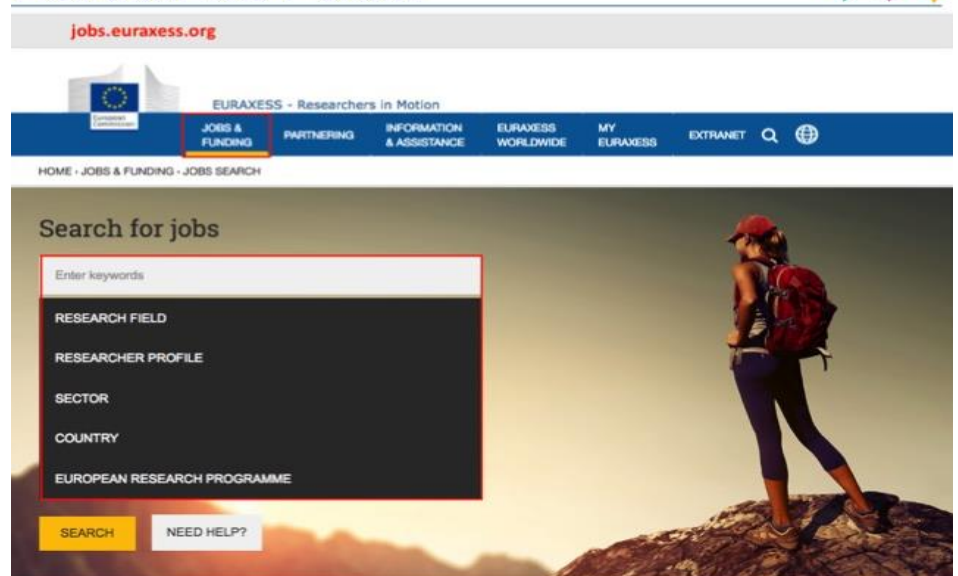 jobs.euraxess.org
European
Commission
EURAXESS - Researchers in Motion
JOBS &
FUNDING
PARTNERING
INFORMATION
& ASSISTANCE
EURAXESS
WORLDWIDE
MY
EURAXESS
EXTRANET
HOME › JOBS & FUNDING › JOBS SEARCH
Search for jobs
Enter keywords
RESEARCH FIELD
RESEARCHER PROFILE
SECTOR
COUNTRY
EUROPEAN RESEARCH PROGRAMME
SEARCH
NEED HELP?